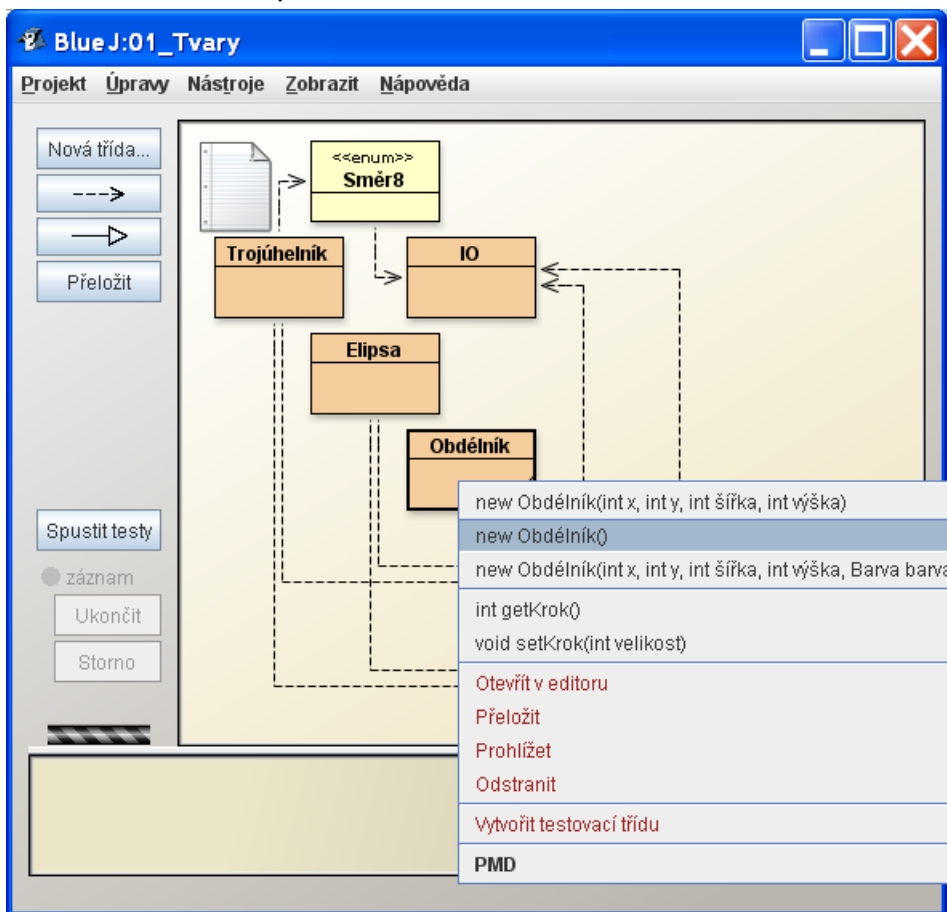 BlueJ:01_Tvary
Projekt Úpravy Nástroje Zobrazit Nápověda
Nová třída...
Přeložit
<<enum>>
Směr8
Trojúhelník
IO
Elipsa
Obdélník
Spustit testy
záznam
Ukončit
Storno
new Obdélník(int x, int y, int šířka, int výška)
new Obdélník()
new Obdélník(int x, int y, int šířka, int výška, Barva barva
int getKrok()
void setKrok(int velikost)
Otevřít v editoru
Přeložit
Prohlížet
Odstranit
Vytvořit testovací třídu
PMD